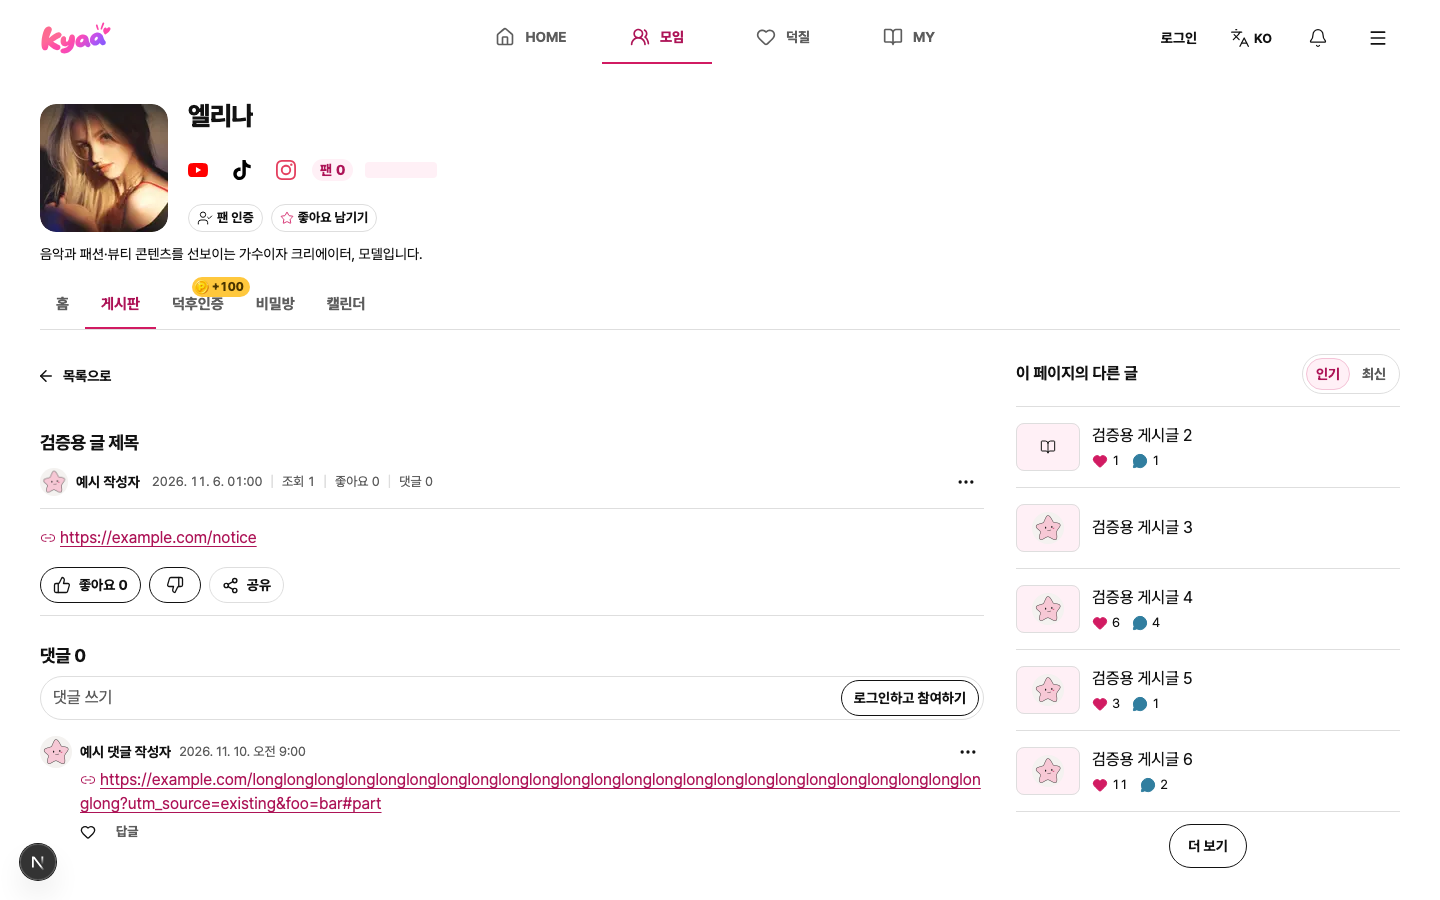 kyaa
HOME
모임
덕질
MY
로그인
KO
엘리나
팬 0
팬 인증
좋아요 남기기
음악과 패션·뷰티 콘텐츠를 선보이는 가수이자 크리에이터, 모델입니다.
+100
홈
게시판
덕후인증
비밀방
캘린더
목록으로
검증용 글 제목
예시 작성자 2026. 11. 6. 01:00 | 조회 1 | 좋아요 0 | 댓글 0
https://example.com/notice
좋아요 0
공유
댓글 0
댓글 쓰기
로그인하고 참여하기
예시 댓글 작성자 2026. 11. 10. 오전 9:00
https://example.com/longlonglonglonglonglonglonglonglonglonglonglonglonglonglonglonglonglonglonglonglonglonglonglon
glong?utm_source=existing&foo=bar#part
답글
N
이 페이지의 다른 글
인기
최신
검증용 게시글 2
1 1
검증용 게시글 3
검증용 게시글 4
6 4
검증용 게시글 5
3 1
검증용 게시글 6
11 2
더 보기